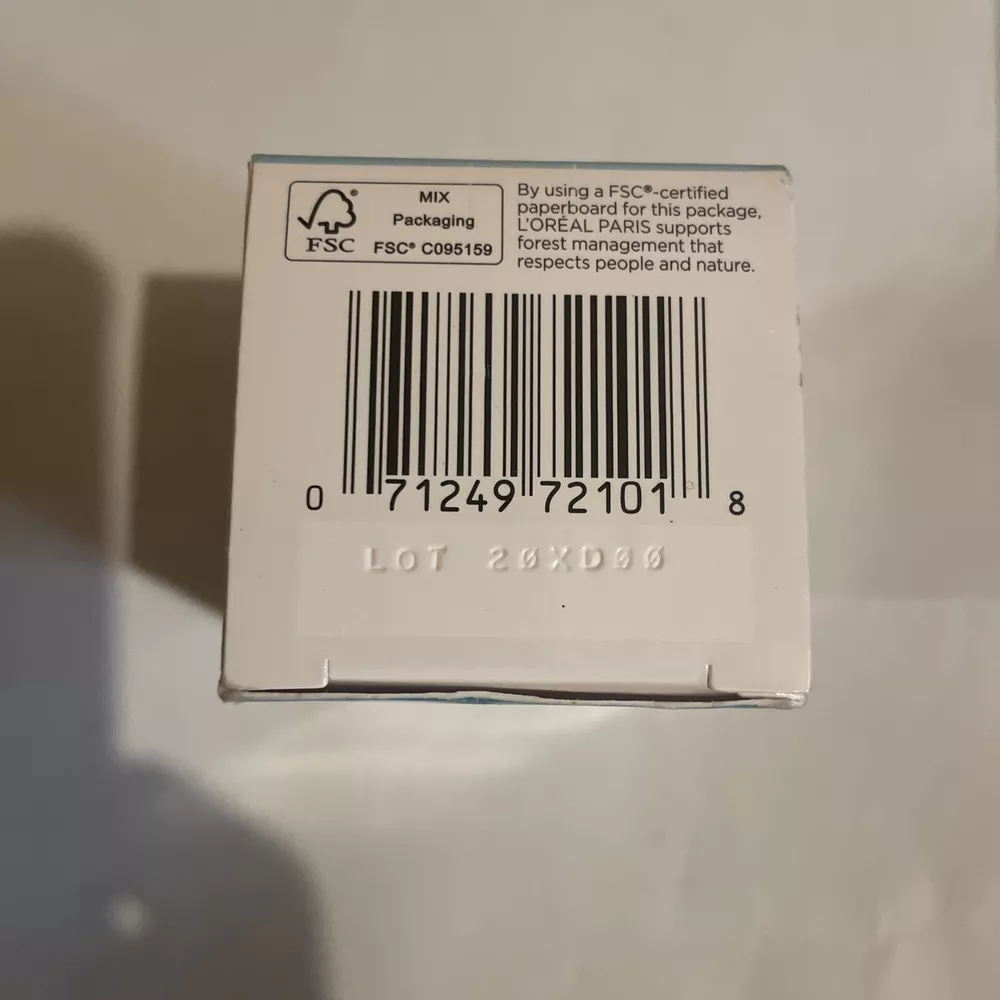 FSC®
MIX
Packaging
FSC® C095159
By using a FSC®-certified
paperboard for this package,
L'ORÉAL PARIS supports
forest management that
respects people and nature.
0 71249 72101 8
LOT 20XD00